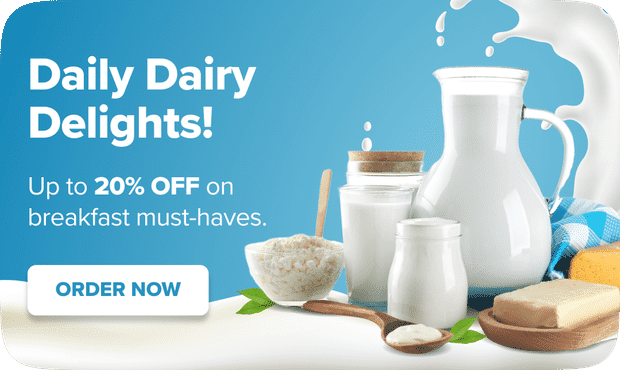 Daily Dairy
Delights!
Up to 20% OFF on
breakfast must-haves.
ORDER NOW